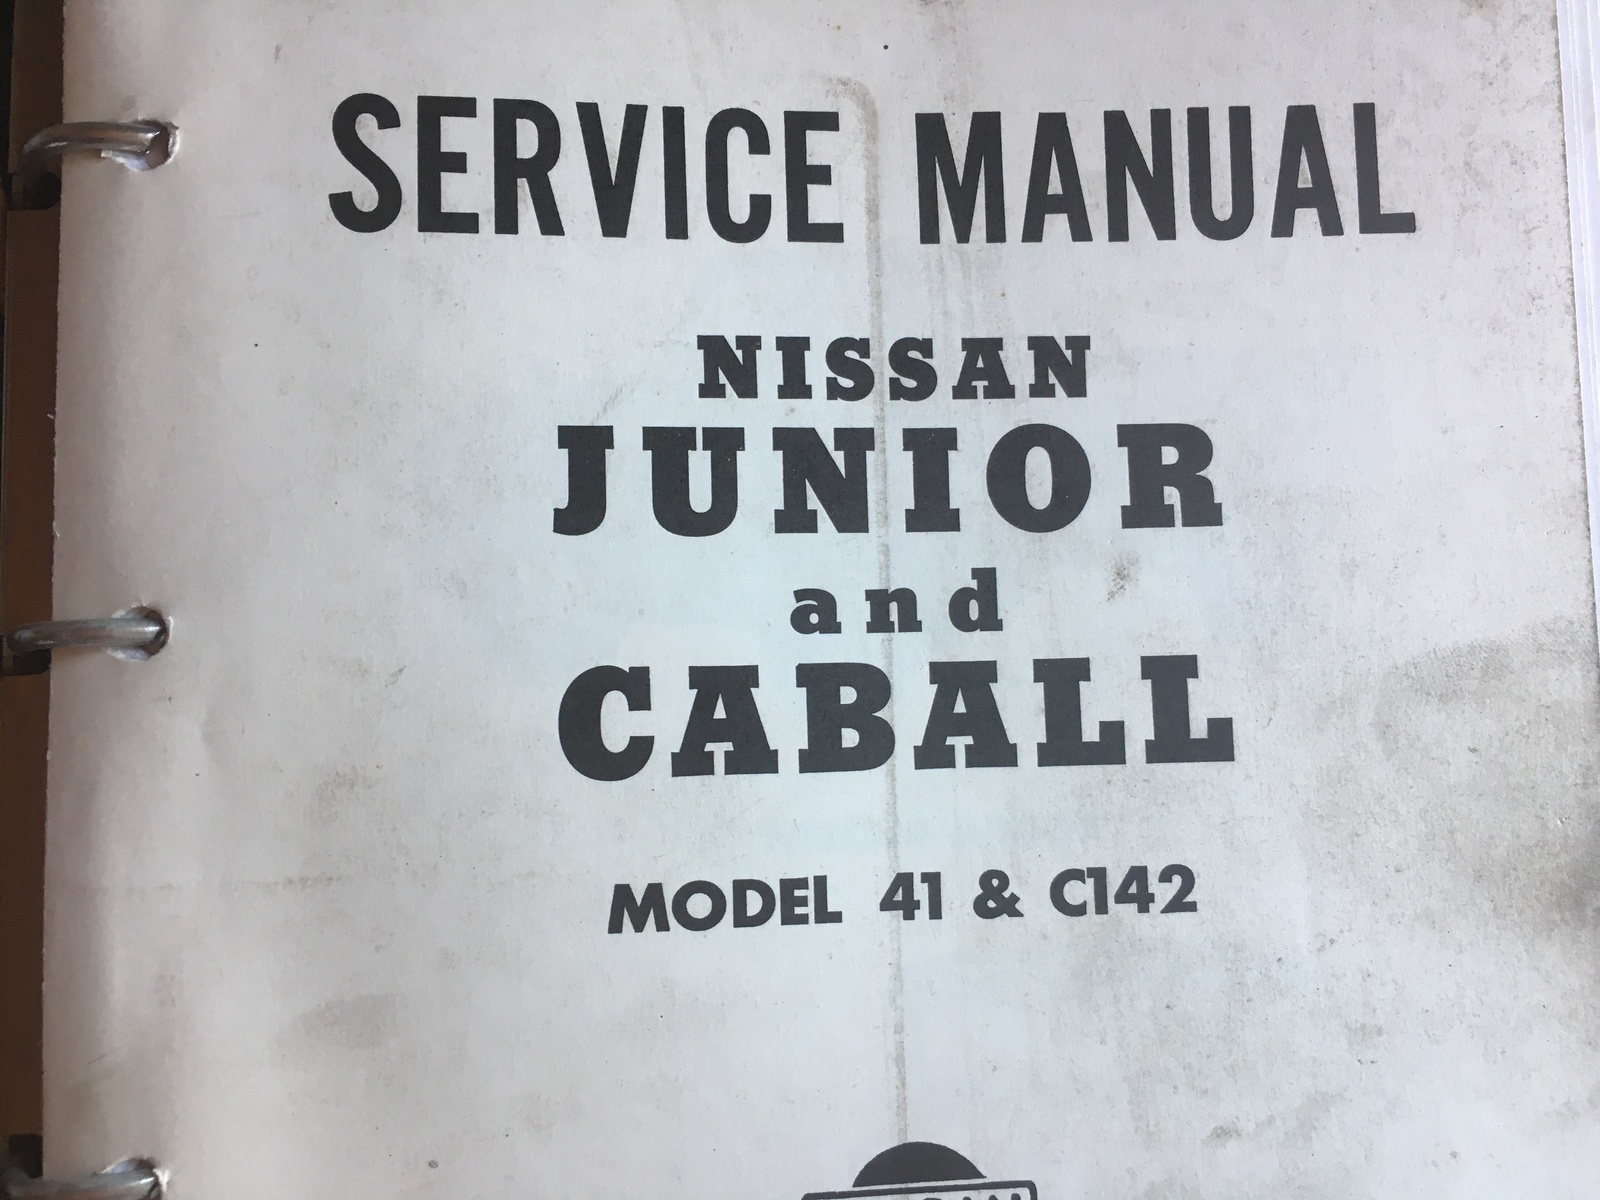 SERVICE MANUAL
NISSAN
JUNIOR
and
CABALL
MODEL 41 & C142